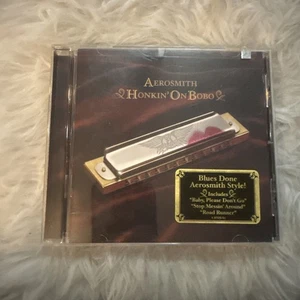 AEROSMITH
HONKIN' ON BOBO
Blues Done
Aerosmith Style!
Includes
"Baby, Please Don't Go"
"Stop Messin' Around"
"Road Runner"